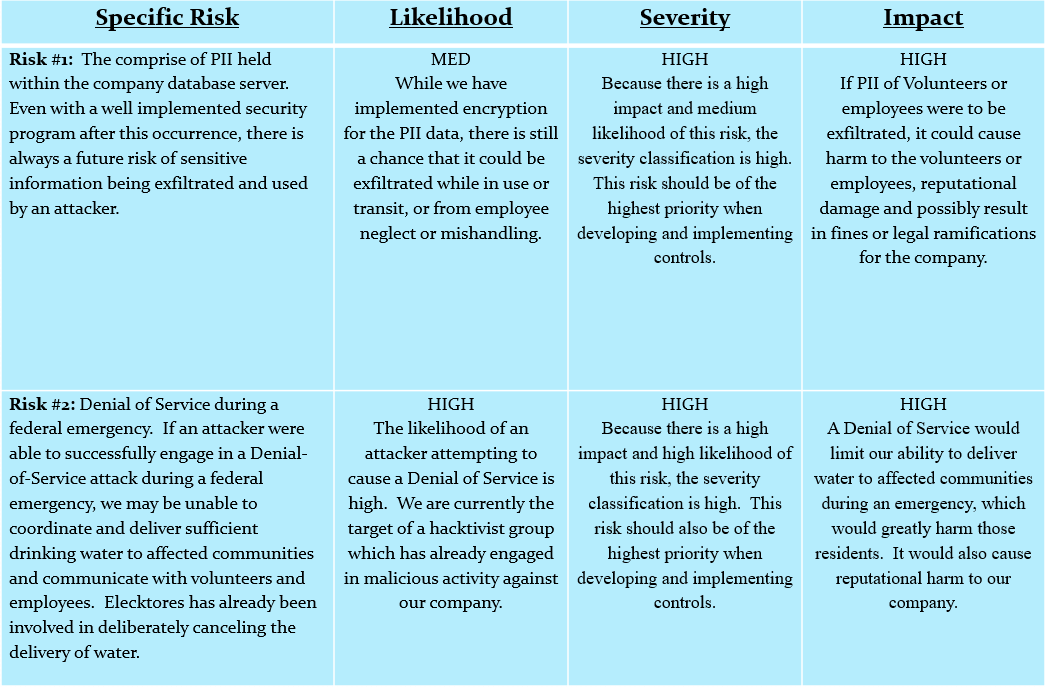 Specific Risk
Likelihood
Severity
Impact
Risk #1:  The comprise of PII held
within the company database server.
Even with a well implemented security
program after this occurrence, there is
always a future risk of sensitive
information being exfiltrated and used
by an attacker.
MED
While we have
implemented encryption
for the PII data, there is still
a chance that it could be
exfiltrated while in use or
transit, or from employee
neglect or mishandling.
HIGH
Because there is a high
impact and medium
likelihood of this risk, the
severity classification is high.
This risk should be of the
highest priority when
developing and implementing
controls.
HIGH
If PII of Volunteers or
employees were to be
exfiltrated, it could cause
harm to the volunteers or
employees, reputational
damage and possibly result
in fines or legal ramifications
for the company.
Risk #2: Denial of Service during a
federal emergency.  If an attacker were
able to successfully engage in a Denial-
of-Service attack during a federal
emergency, we may be unable to
coordinate and deliver sufficient
drinking water to affected communities
and communicate with volunteers and
employees.  Elecktores has already been
involved in deliberately canceling the
delivery of water.
HIGH
The likelihood of an
attacker attempting to
cause a Denial of Service is
high.  We are currently the
target of a hacktivist group
which has already engaged
in malicious activity against
our company.
HIGH
Because there is a high
impact and high likelihood of
this risk, the severity
classification is high.  This
risk should also be of the
highest priority when
developing and implementing
controls.
HIGH
A Denial of Service would
limit our ability to deliver
water to affected communities
during an emergency, which
would greatly harm those
residents.  It would also cause
reputational harm to our
company.